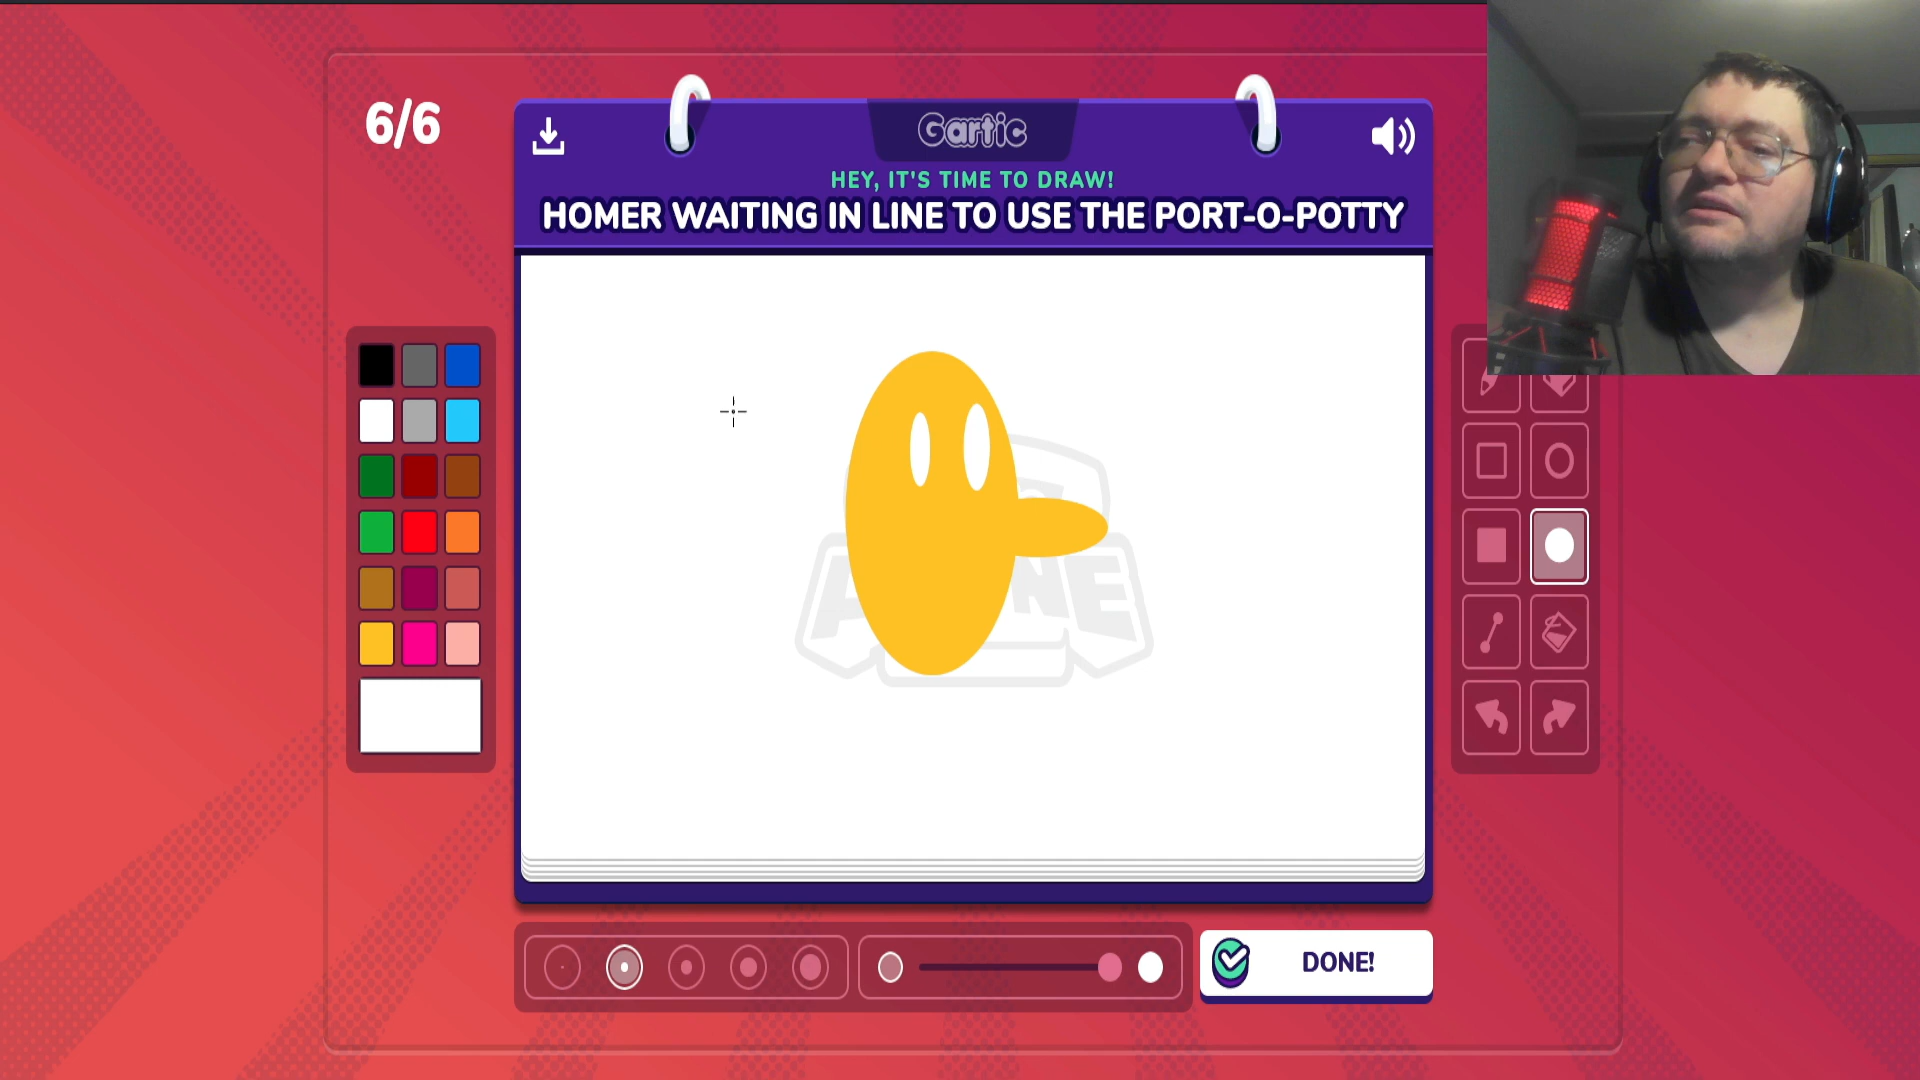 6/6
Gartic
HEY, IT'S TIME TO DRAW!
HOMER WAITING IN LINE TO USE THE PORT-O-POTTY
DONE!